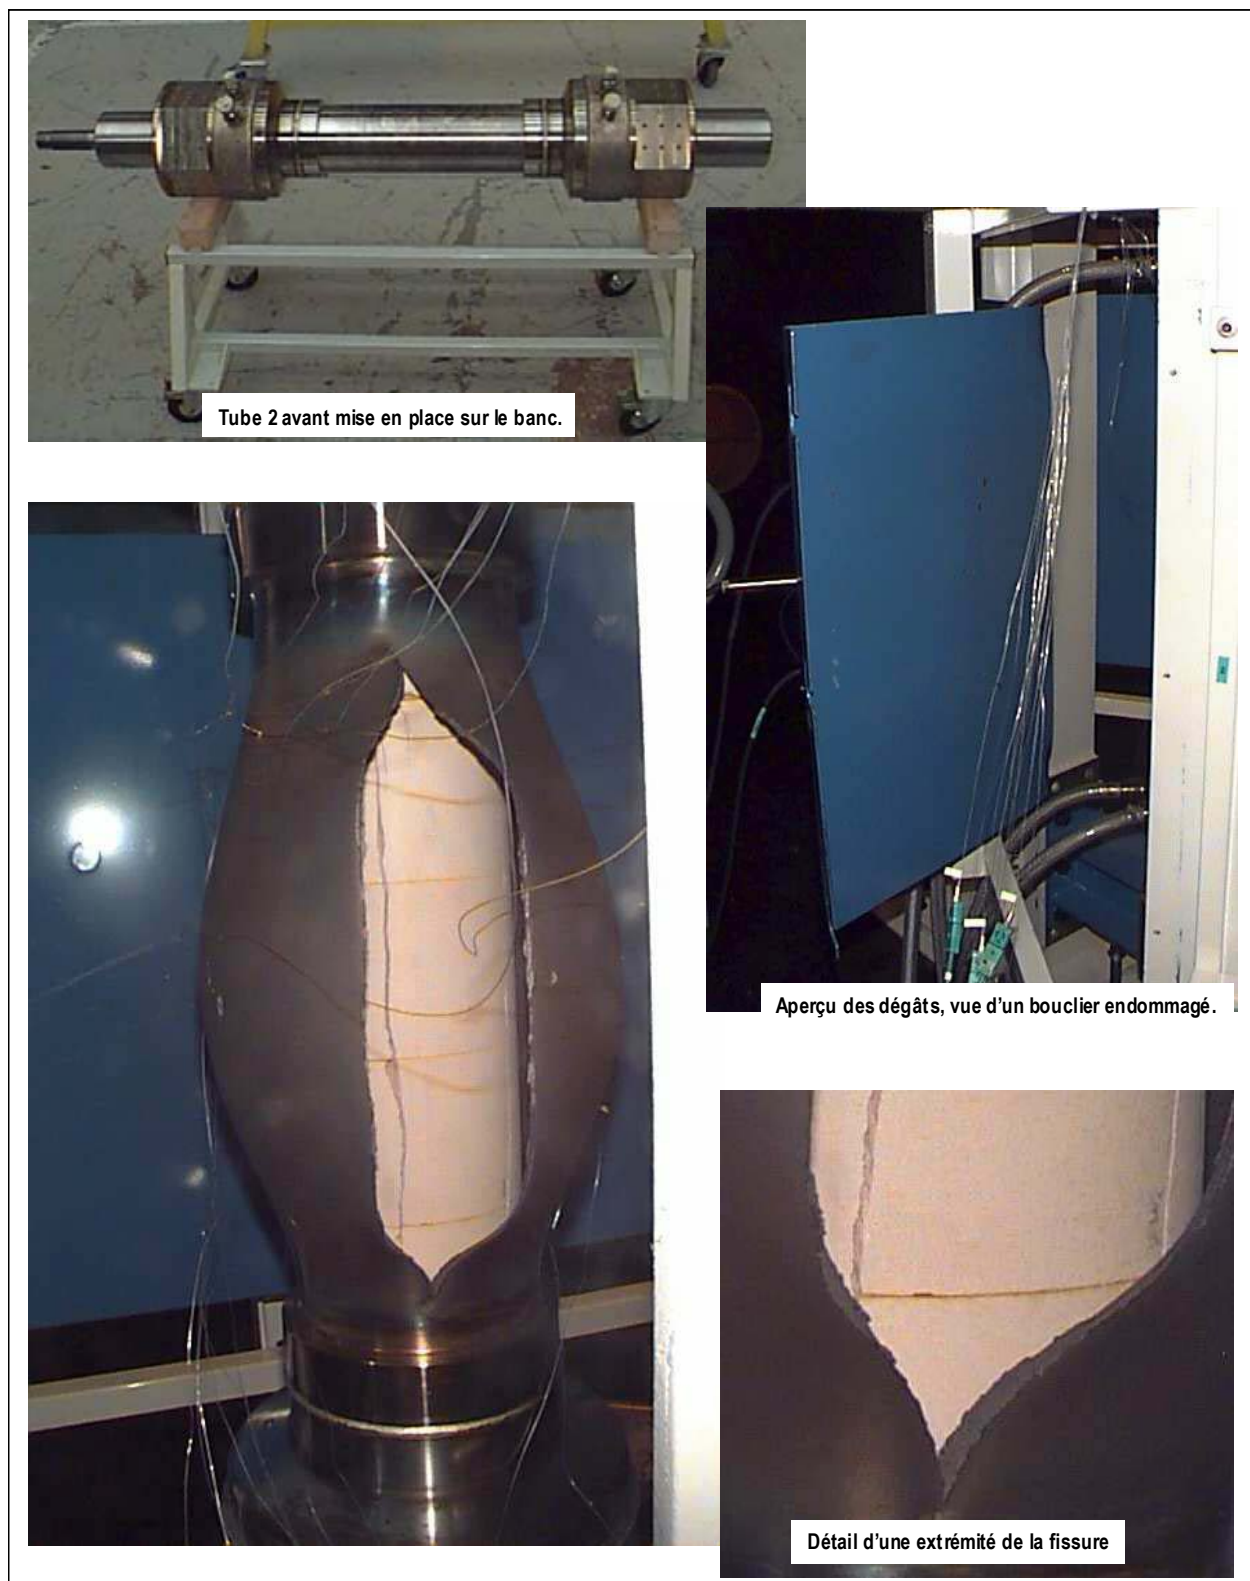 Tube 2 avant mise en place sur le banc.
Aperçu des dégâts, vue d'un bouclier endommagé.
Détail d'une extrémité de la fissure